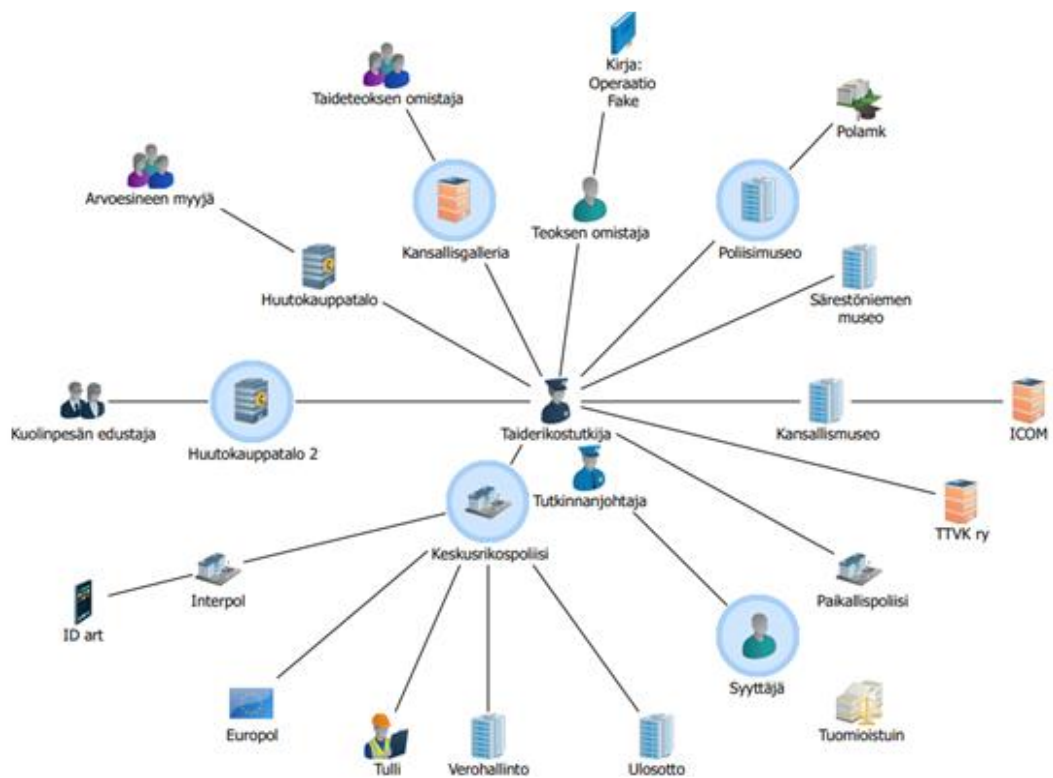 Kirja:
Operaatio
Fake
Taideteoksen omistaja
Polamk
Arvoesineen myyjä
Kansallisgalleria
Teoksen omistaja
Poliisimuseo
Huutokauppatalo
Särestöniemen
museo
Kuolinpesän edustaja
Huutokauppatalo 2
Taiderikostutkija
Kansallismuseo
ICOM
Tutkinnanjohtaja
TTVK ry
Keskusrikospoliisi
Interpol
Paikallispoliisi
ID art
Syyttäjä
Europol
Tulli
Verohallinto
Ulosotto
Tuomioistuin